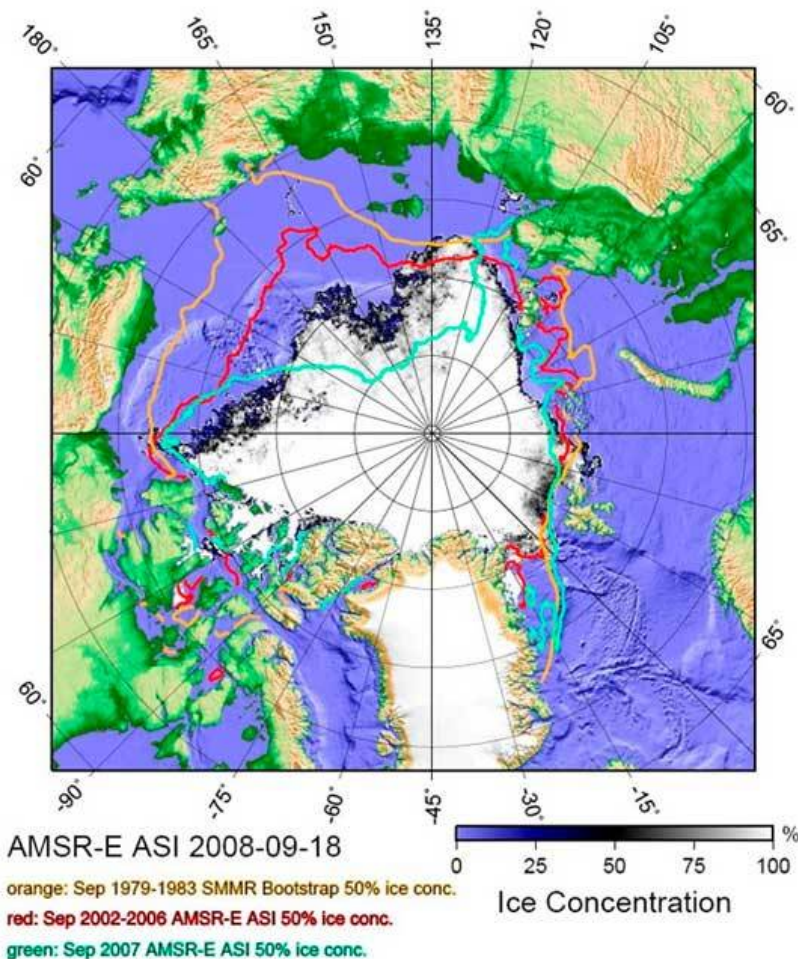 180° 165° 150° 135° 120° 105° 60°
60° 65°
60° 65°
-90° -75° -60° -45° -30° -15°
AMSR-E ASI 2008-09-18
0 25 50 75 100 %
Ice Concentration
orange: Sep 1979-1983 SMMR Bootstrap 50% ice conc.
red: Sep 2002-2006 AMSR-E ASI 50% ice conc.
green: Sep 2007 AMSR-E ASI 50% ice conc.